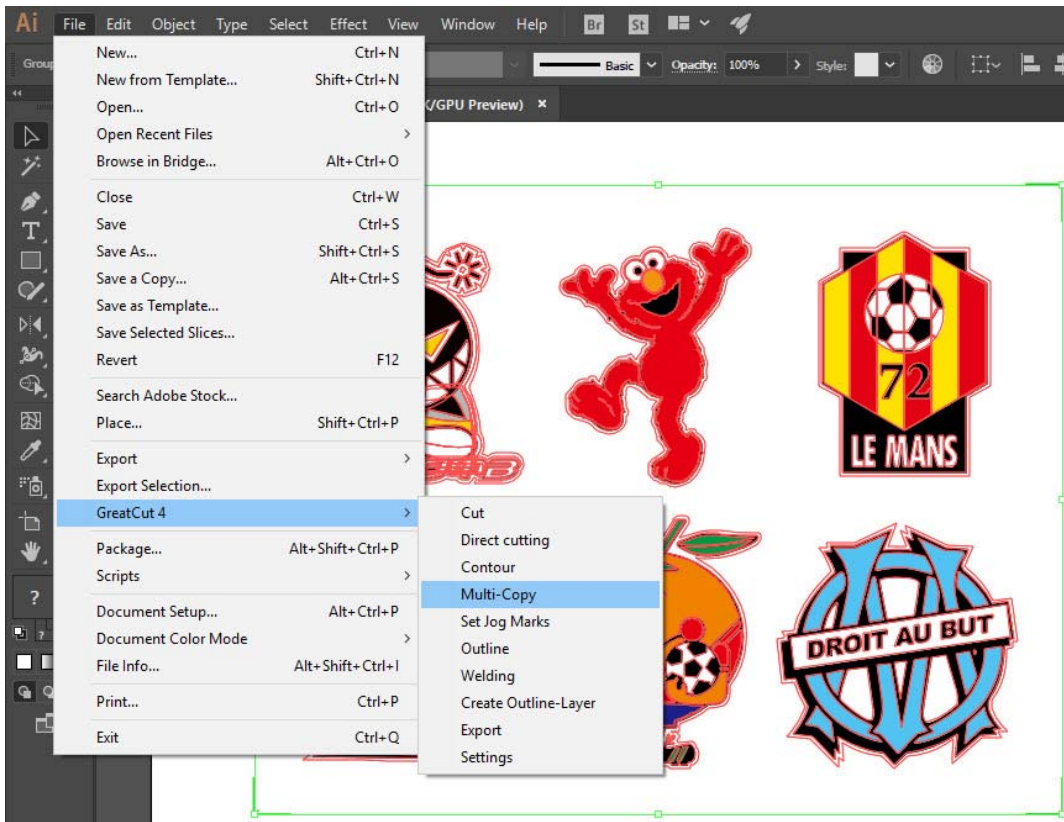 Ai File Edit Object Type Select Effect View Window Help Br St
Group
Basic Opacity: 100% Style:
/GPU Preview) ×
New... Ctrl+N
New from Template... Shift+Ctrl+N
Open... Ctrl+O
Open Recent Files
Browse in Bridge... Alt+Ctrl+O
Close Ctrl+W
Save Ctrl+S
Save As... Shift+Ctrl+S
Save a Copy... Alt+Ctrl+S
Save as Template...
Save Selected Slices...
Revert F12
Search Adobe Stock...
Place... Shift+Ctrl+P
Export
Export Selection...
GreatCut 4
Package... Alt+Shift+Ctrl+P
Scripts
Document Setup... Alt+Ctrl+P
Document Color Mode
File Info... Alt+Shift+Ctrl+I
Print... Ctrl+P
Exit Ctrl+Q
Cut
Direct cutting
Contour
Multi-Copy
Set Jog Marks
Outline
Welding
Create Outline-Layer
Export
Settings
72
LE MANS
DROIT AU BUT